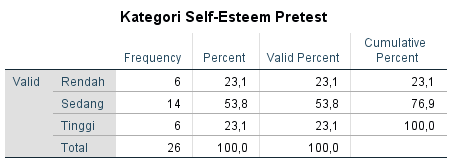 Kategori Self-Esteem Pretest
Frequency Percent Valid Percent Cumulative Percent
Valid Rendah 6 23,1 23,1 23,1
Sedang 14 53,8 53,8 76,9
Tinggi 6 23,1 23,1 100,0
Total 26 100,0 100,0